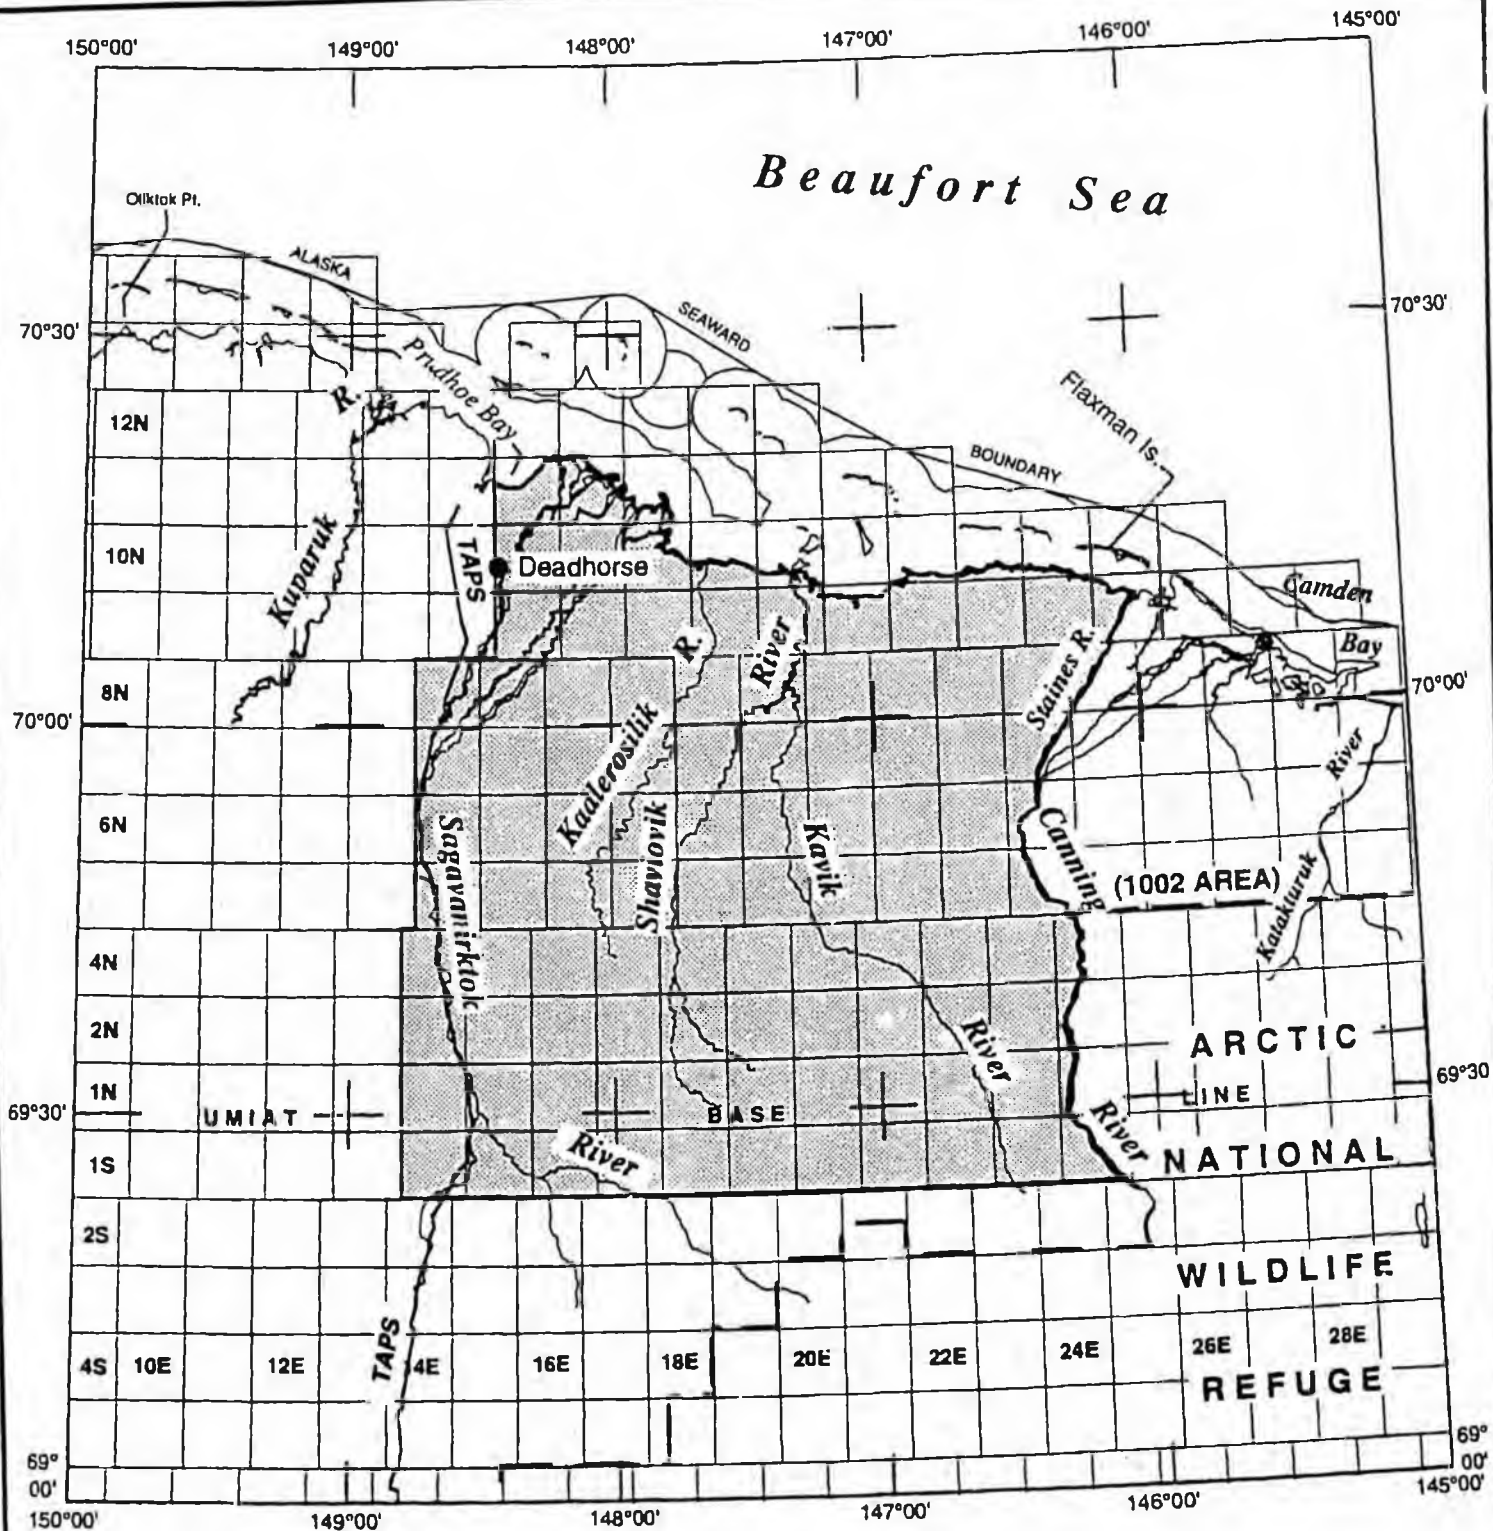 150°00'
149°00'
148°00'
147°00'
146°00'
145°00'
Beaufort Sea
Oliktok Pt.
ALASKA
SEAWARD
BOUNDARY
70°30'
70°30'
Prudhoe Bay
R.
Flaxman Is.
12N
10N
Kuparuk
TAPS
Deadhorse
Camden
Bay
R.
River
Staines R.
8N
70°00'
70°00'
Kadlerosilik
River
6N
Sagavanirktok
Shaviovik
Kavik
Canning
(1002 AREA)
Katakturuk
4N
2N
River
ARCTIC
1N
69°30'
69°30
UMIAT
BASE
LINE
River
River
NATIONAL
1S
2S
WILDLIFE
TAPS
4S
10E
12E
14E
16E
18E
20E
22E
24E
26E
28E
REFUGE
69°
00'
69°
00'
150°00'
149°00'
148°00'
147°00'
146°00'
145°00'